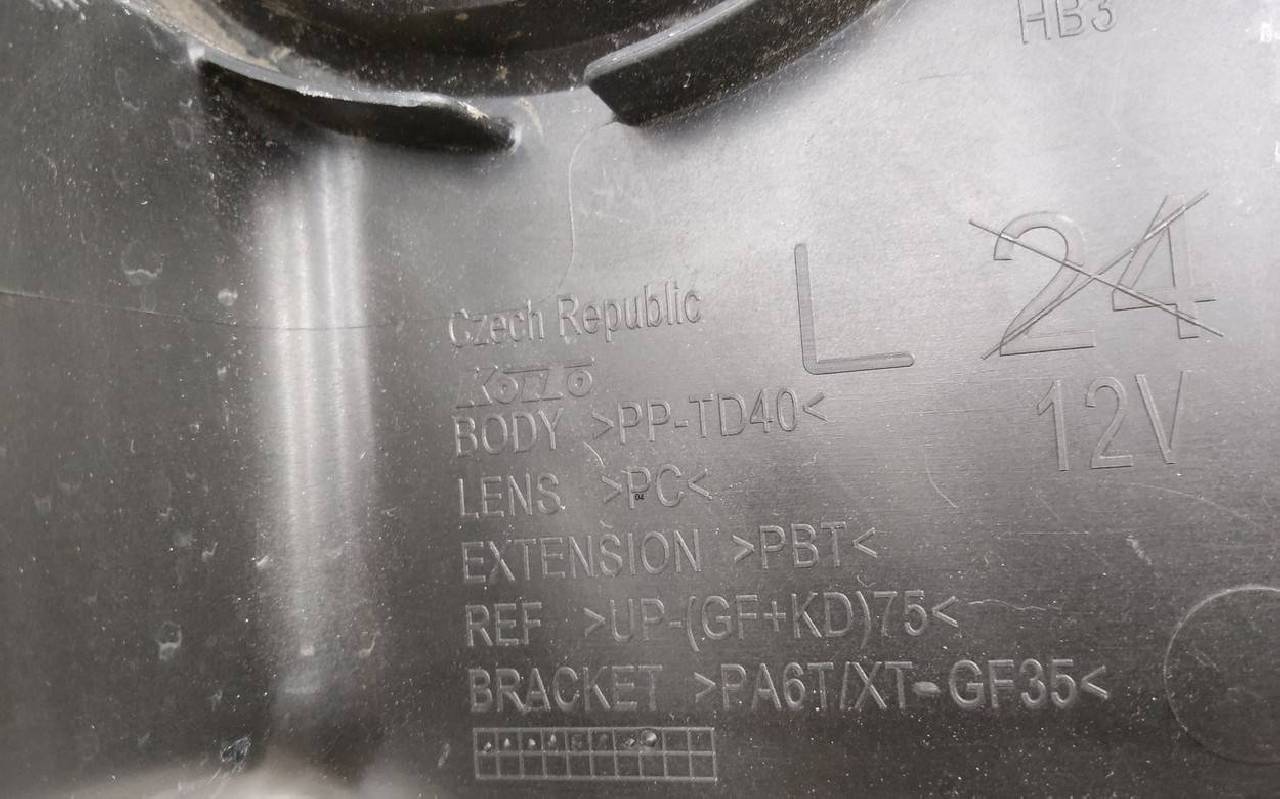 HB3
L 24
12V
Czech Republic
BODY >PP-TD40<
LENS >PC<
EXTENSION >PBT<
REF >UP-(GF+KD)75<
BRACKET >PA6T/XT-GF35<